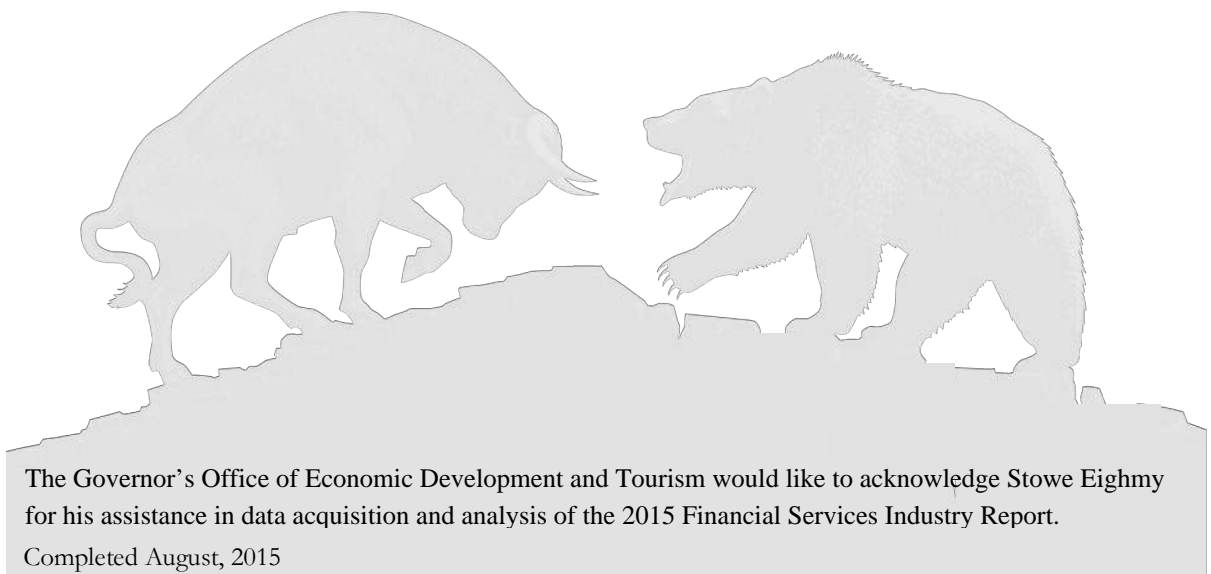 The Governor’s Office of Economic Development and Tourism would like to acknowledge Stowe Eighmy
for his assistance in data acquisition and analysis of the 2015 Financial Services Industry Report.
Completed August, 2015